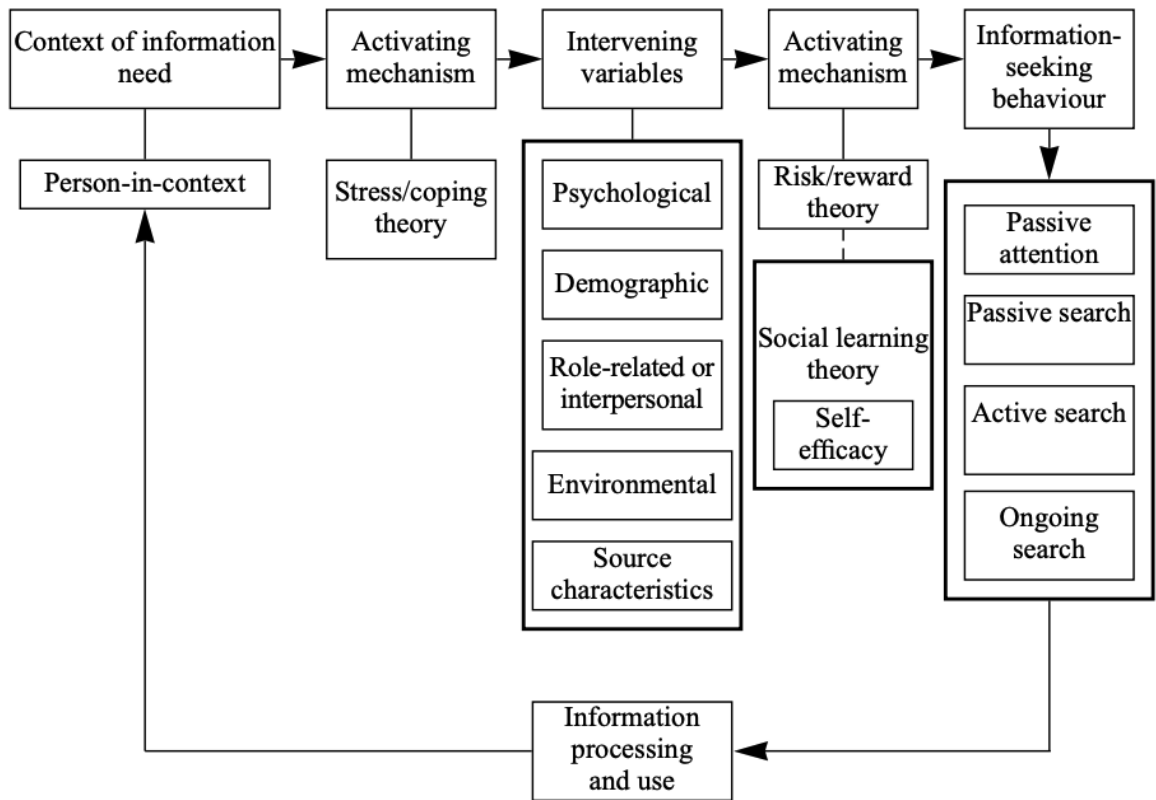 Context of information
need
Activating
mechanism
Intervening
variables
Activating
mechanism
Information-
seeking
behaviour
Person-in-context
Stress/coping
theory
Psychological
Demographic
Role-related or
interpersonal
Environmental
Source
characteristics
Risk/reward
theory
Social learning
theory
Self-
efficacy
Passive
attention
Passive search
Active search
Ongoing
search
Information
processing
and use